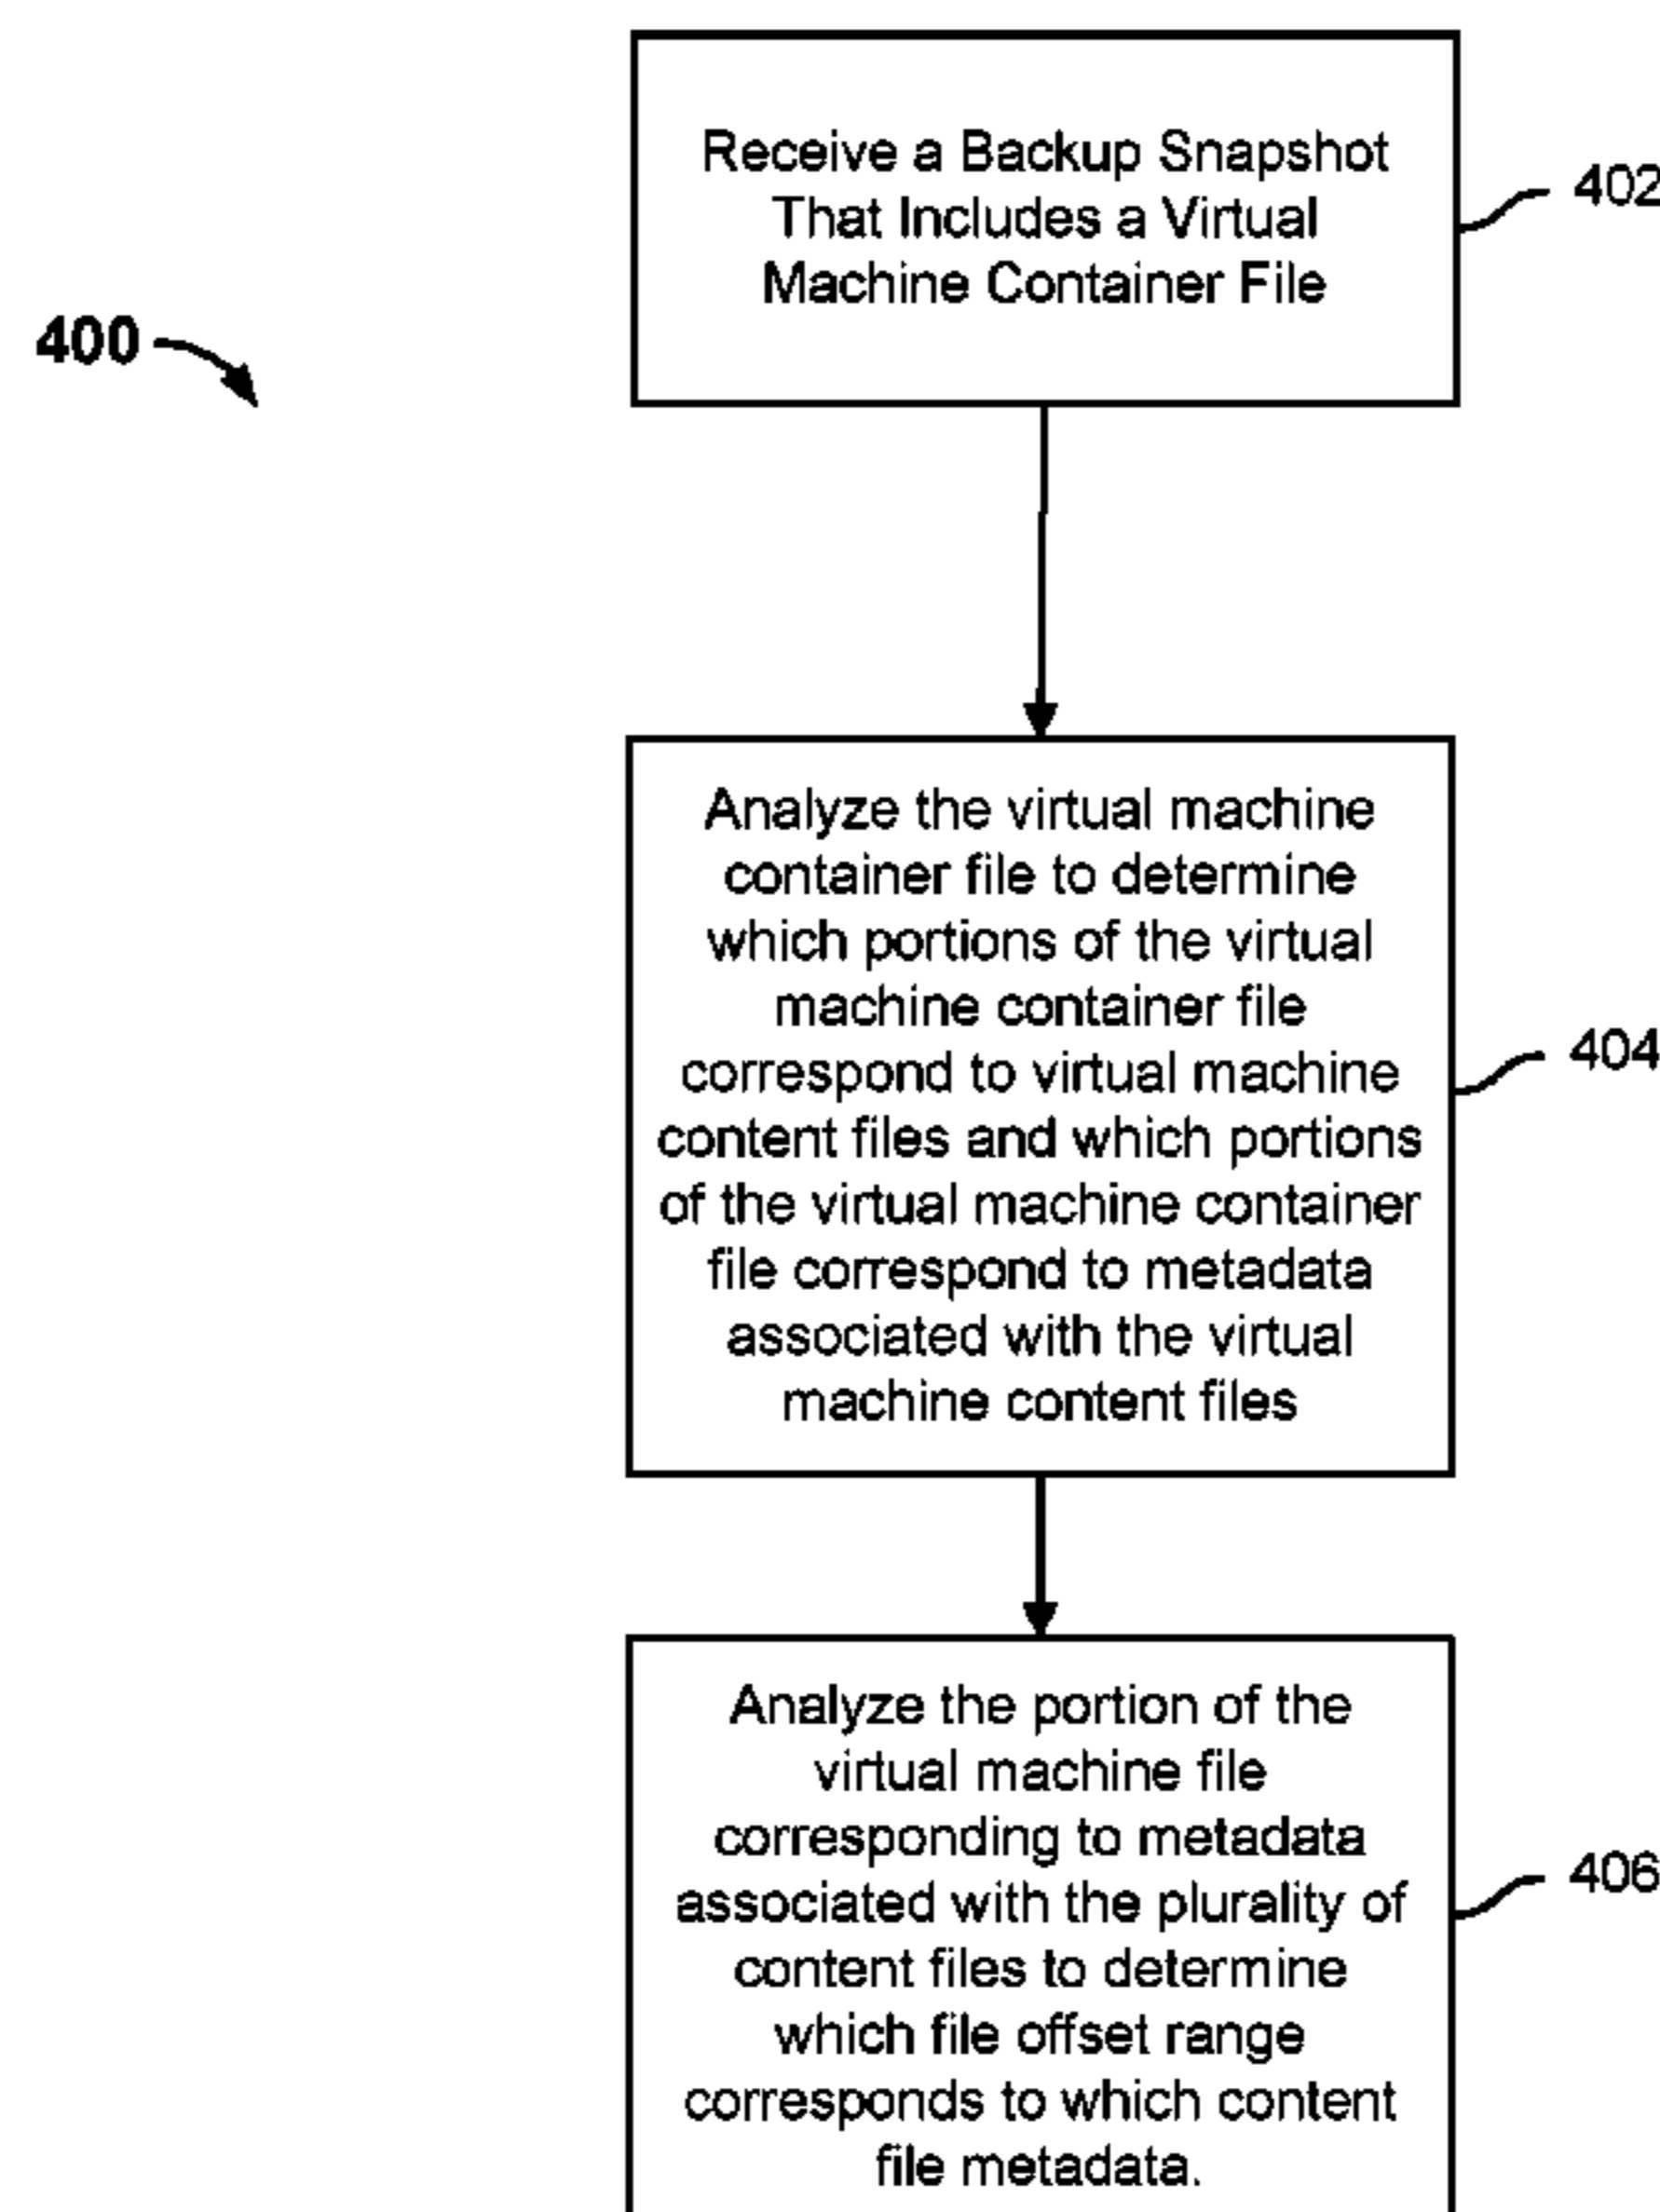 Receive a Backup Snapshot
That Includes a Virtual
Machine Container File
402
400
Analyze the virtual machine
container file to determine
which portions of the virtual
machine container file
correspond to virtual machine
content files and which portions
of the virtual machine container
file correspond to metadata
associated with the virtual
machine content files
404
Analyze the portion of the
virtual machine file
corresponding to metadata
associated with the plurality of
content files to determine
which file offset range
corresponds to which content
file metadata.
406